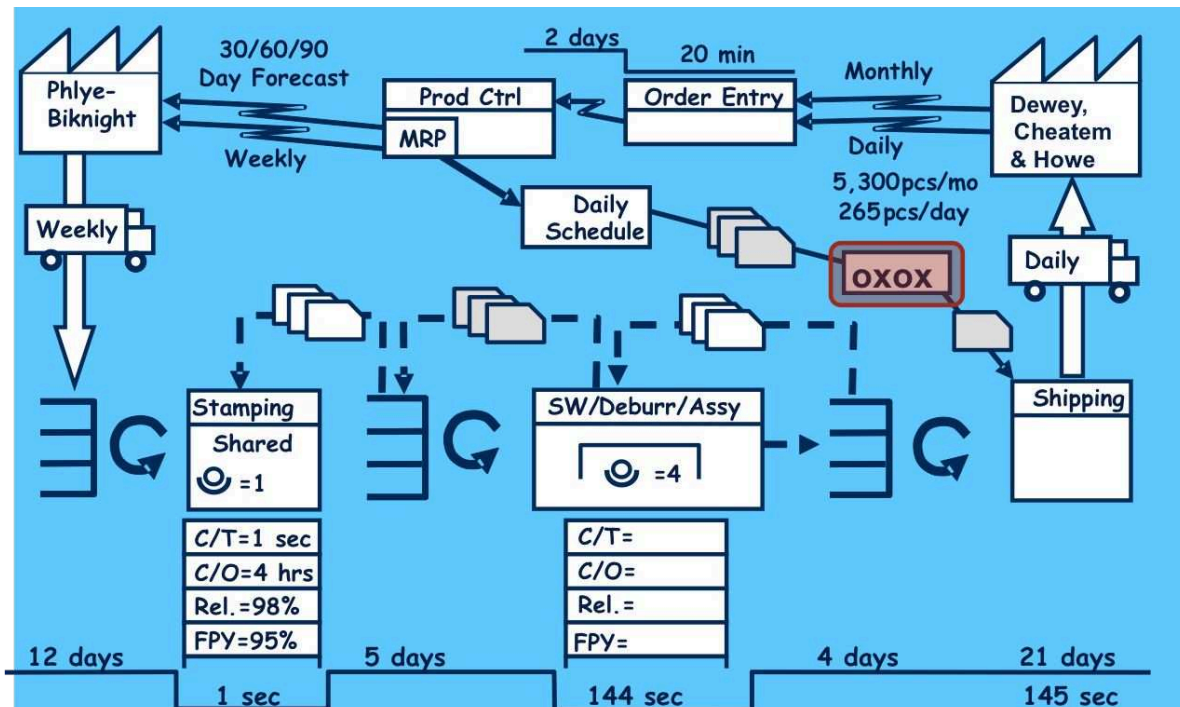 2 days
20 min
30/60/90
Day Forecast
Monthly
Phlye-
Biknight
Prod Ctrl
Order Entry
Dewey,
Cheatem
& Howe
MRP
Weekly
Daily
5,300pcs/mo
265pcs/day
Weekly
Daily
Schedule
OXOX
Daily
Stamping
SW/Deburr/Assy
Shipping
Shared
=1
=4
C/T=1 sec
C/O=4 hrs
Rel.=98%
FPY=95%
C/T=
C/O=
Rel.=
FPY=
12 days
5 days
4 days
21 days
1 sec
144 sec
145 sec